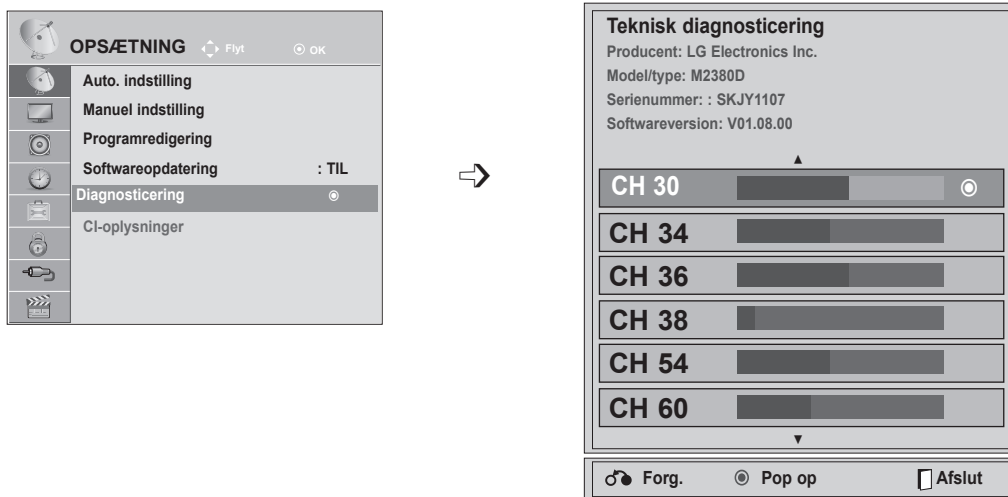 OPSÆTNING Flyt OK
Auto. indstilling
Manuel indstilling
Programredigering
Softwareopdatering : TIL
Diagnosticering
CI-oplysninger
Teknisk diagnosticering
Producent: LG Electronics Inc.
Model/type: M2380D
Serienummer: : SKJY1107
Softwareversion: V01.08.00
CH 30
CH 34
CH 36
CH 38
CH 54
CH 60
Forg. Pop op Afslut